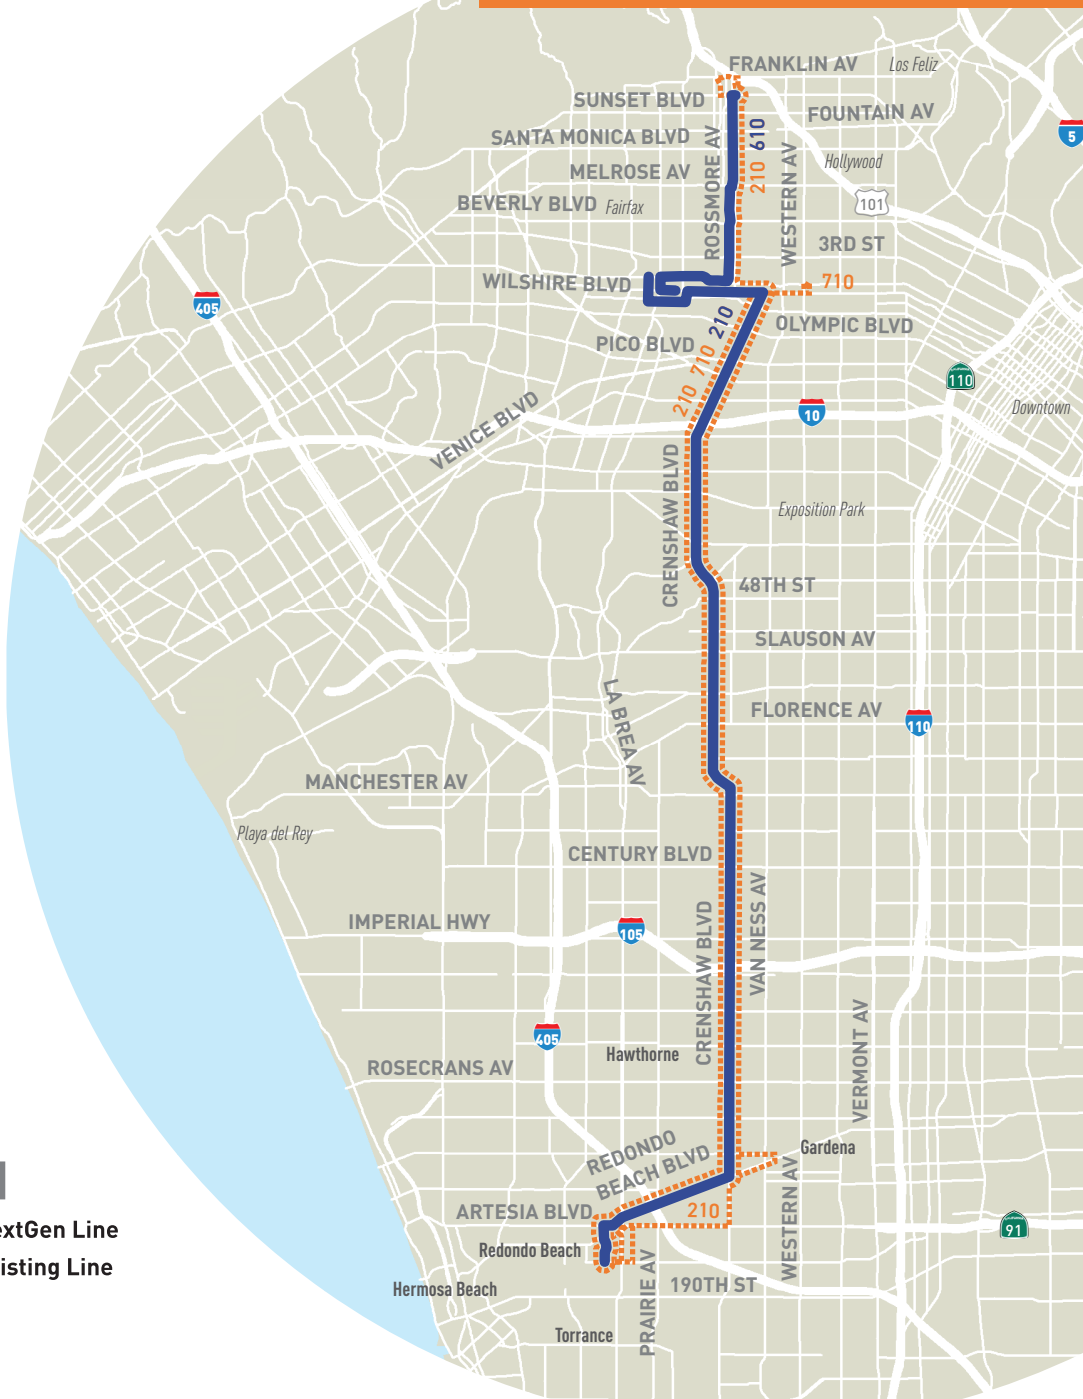 FRANKLIN AV
Los Feliz
SUNSET BLVD
FOUNTAIN AV
5
SANTA MONICA BLVD
610
210
ROSSMORE AV
WESTERN AV
Hollywood
MELROSE AV
101
BEVERLY BLVD
Fairfax
3RD ST
WILSHIRE BLVD
710
405
210
OLYMPIC BLVD
PICO BLVD
210 710
CALIFORNIA
110
Downtown
10
VENICE BLVD
CRENSHAW BLVD
Exposition Park
48TH ST
SLAUSON AV
LA BREA AV
FLORENCE AV
110
MANCHESTER AV
Playa del Rey
CENTURY BLVD
VAN NESS AV
IMPERIAL HWY
105
CRENSHAW BLVD
405
Hawthorne
VERMONT AV
ROSECRANS AV
REDONDO
BEACH BLVD
Gardena
WESTERN AV
ARTESIA BLVD
210
91
extGen Line
Redondo Beach
isting Line
PRAIRIE AV
190TH ST
Hermosa Beach
Torrance